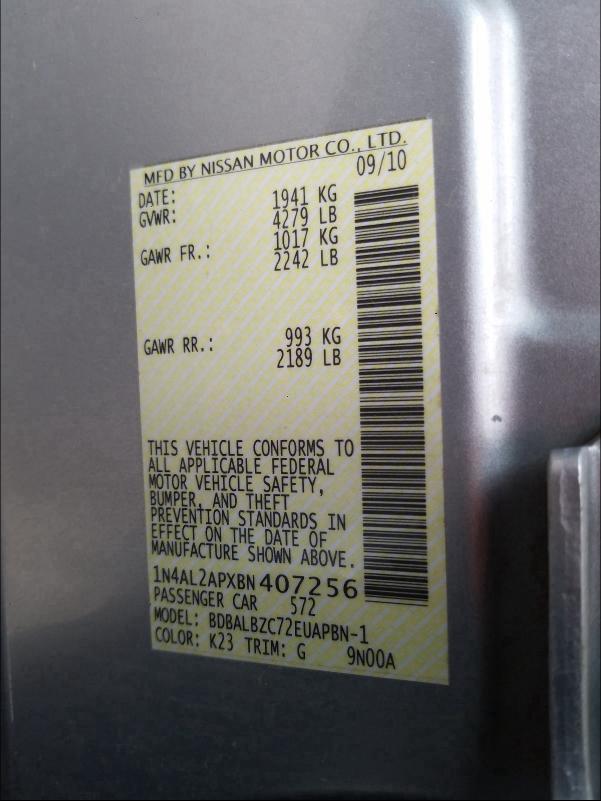 MFD BY NISSAN MOTOR CO., LTD.
DATE: 09/10
GVWR: 1941 KG
4279 LB
GAWR FR.: 1017 KG
2242 LB
GAWR RR.: 993 KG
2189 LB
THIS VEHICLE CONFORMS TO
ALL APPLICABLE FEDERAL
MOTOR VEHICLE SAFETY,
BUMPER, AND THEFT
PREVENTION STANDARDS IN
EFFECT ON THE DATE OF
MANUFACTURE SHOWN ABOVE.
1N4AL2APXBN407256
PASSENGER CAR 572
MODEL: BDBALBZC72EUAPBN-1
COLOR: K23 TRIM: G 9N00A